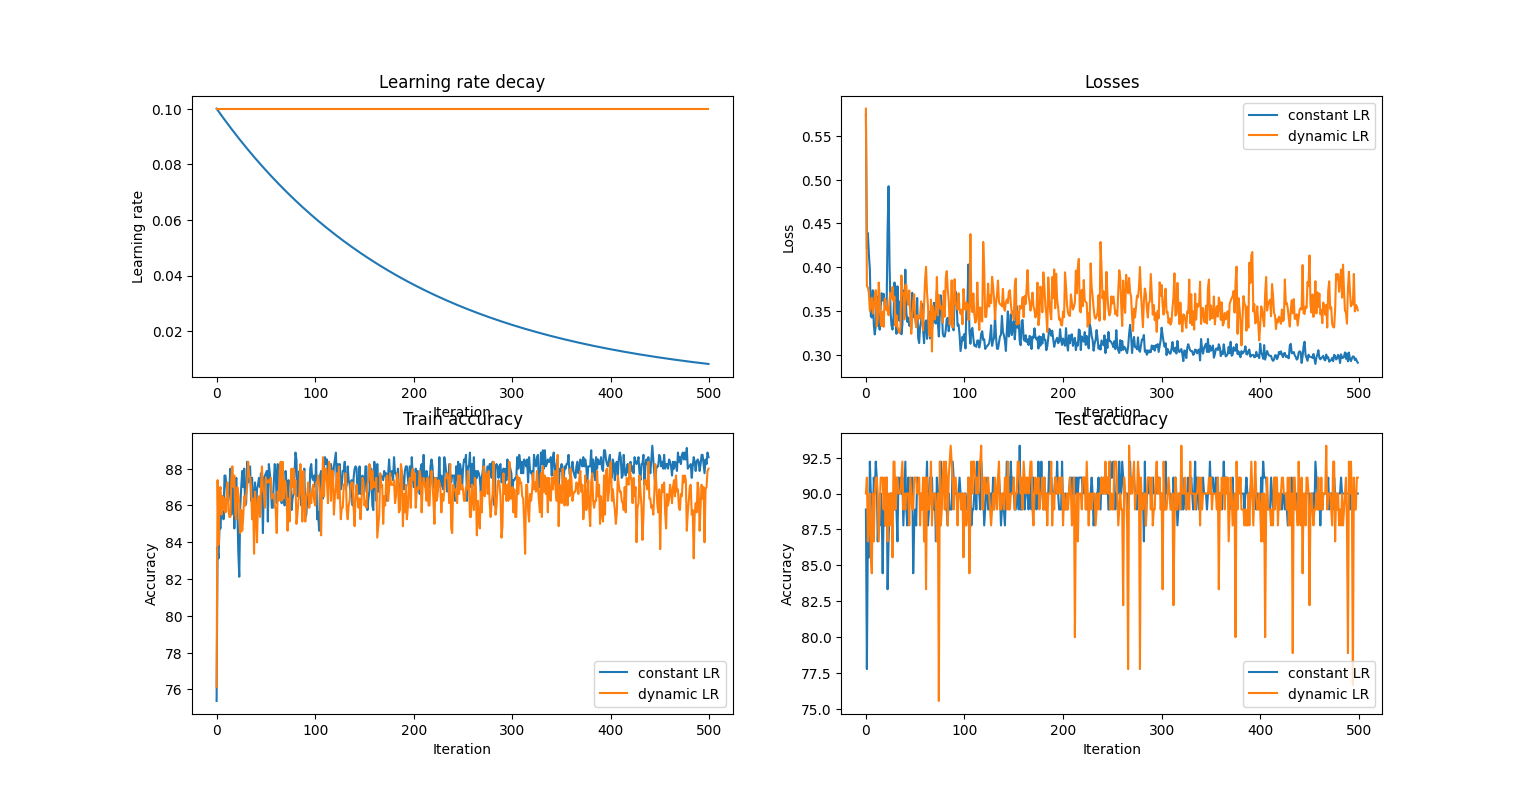 Learning rate decay
0.10
0.08
0.06
0.04
0.02
Learning rate
0 100 200 300 400 500
Iteration
Losses
constant LR
dynamic LR
0.55
0.50
0.45
0.40
0.35
0.30
Loss
0 100 200 300 400 500
Iteration
Train accuracy
88
86
84
82
80
78
76
Accuracy
constant LR
dynamic LR
0 100 200 300 400 500
Iteration
Test accuracy
92.5
90.0
87.5
85.0
82.5
80.0
77.5
75.0
Accuracy
constant LR
dynamic LR
0 100 200 300 400 500
Iteration